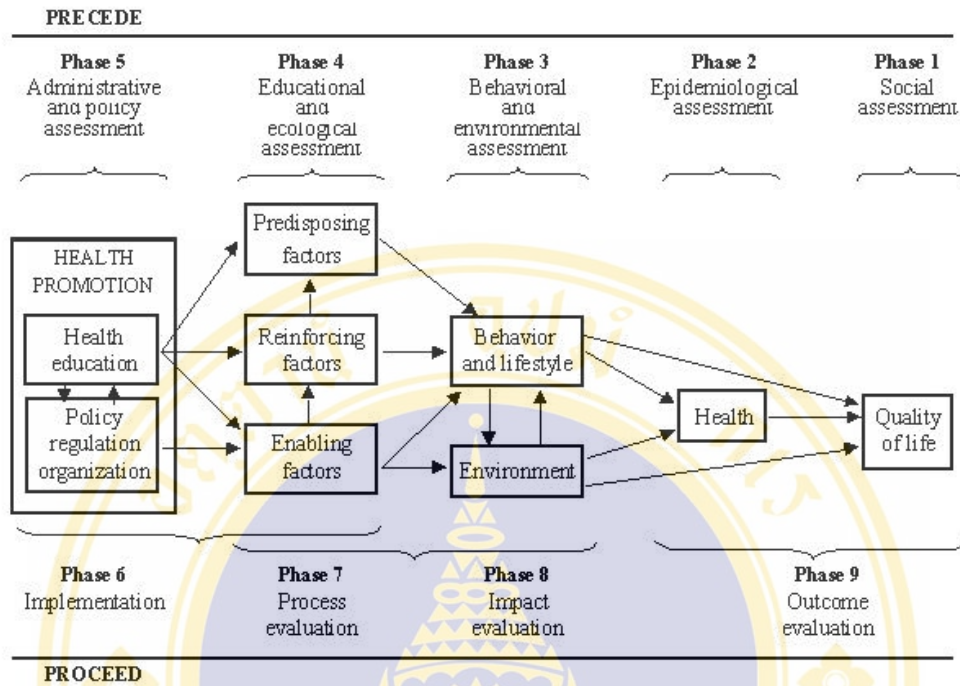 PRECEDE
Phase 5
Administrative
and policy
assessment
Phase 4
Educational
and
ecological
assessment
Phase 3
Behavioral
and
environmental
assessment
Phase 2
Epidemiological
assessment
Phase 1
Social
assessment
HEALTH
PROMOTION
Health
education
Policy
regulation
organization
Predisposing
factors
Reinforcing
factors
Enabling
factors
Behavior
and lifestyle
Environment
Health
Quality
of life
Phase 6
Implementation
Phase 7
Process
evaluation
Phase 8
Impact
evaluation
Phase 9
Outcome
evaluation
PROCEED